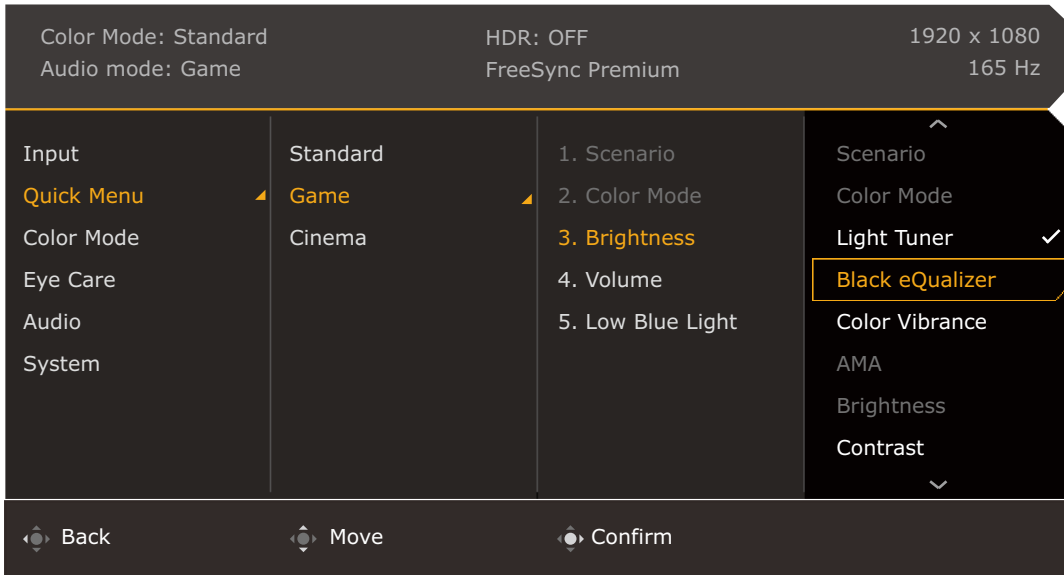 Color Mode: Standard
Audio mode: Game
HDR: OFF
FreeSync Premium
1920 x 1080
165 Hz
Input
Quick Menu
Color Mode
Eye Care
Audio
System
Standard
Game
Cinema
1. Scenario
2. Color Mode
3. Brightness
4. Volume
5. Low Blue Light
Scenario
Color Mode
Light Tuner
Black eQualizer
Color Vibrance
AMA
Brightness
Contrast
Back
Move
Confirm